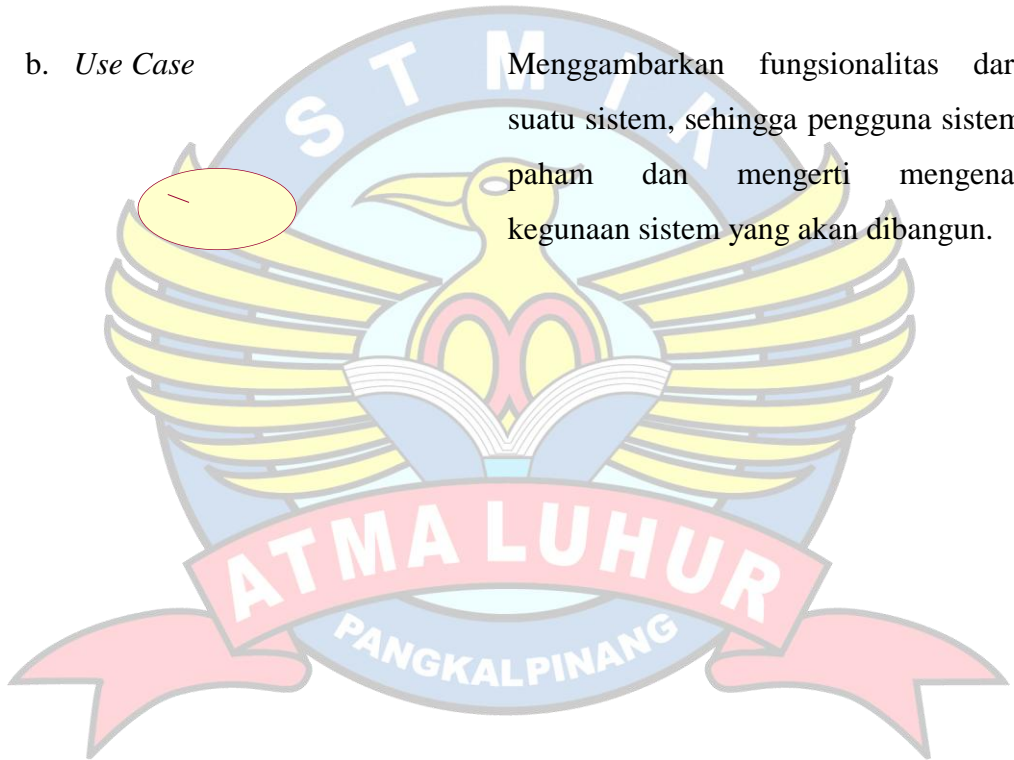 b. Use Case
Menggambarkan fungsionalitas dar
suatu sistem, sehingga pengguna sistem
paham dan mengerti mengena
kegunaan sistem yang akan dibangun.
STMIK
ATMA LUHUR
PANGKALPINANG